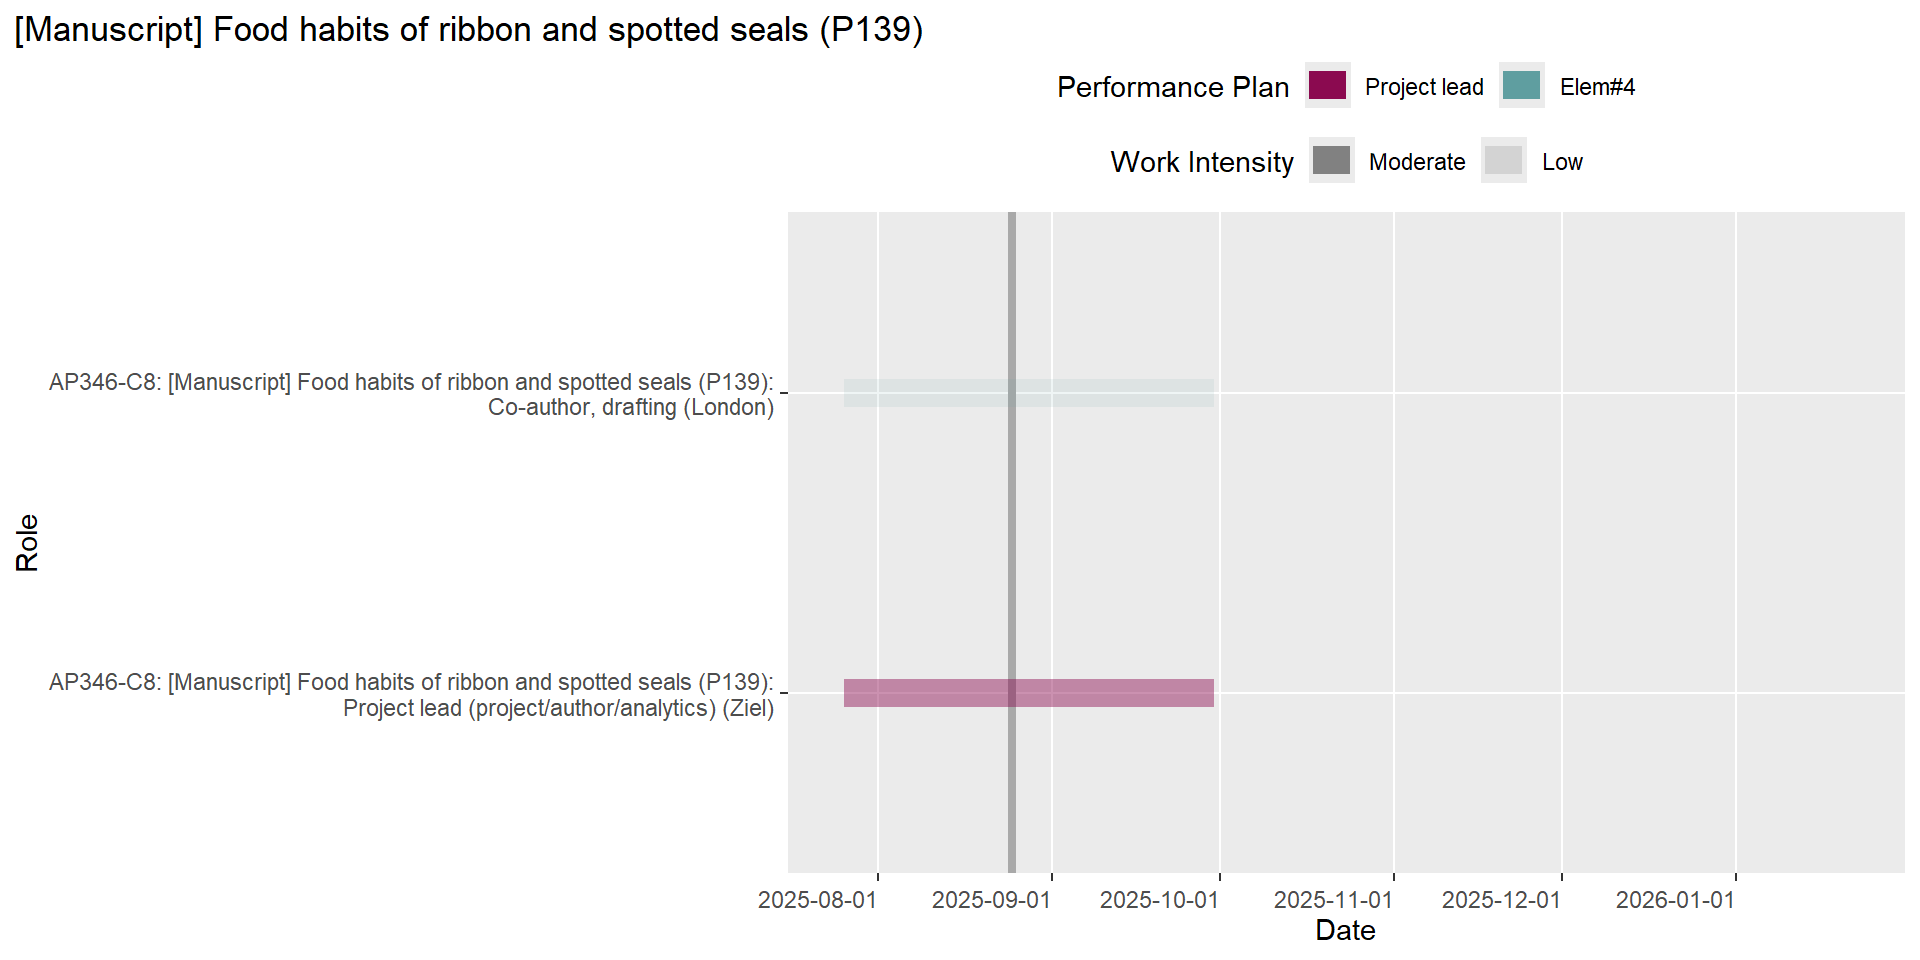 [Manuscript] Food habits of ribbon and spotted seals (P139)
Performance Plan Project lead Elem#4
Work Intensity Moderate Low
AP346-C8: [Manuscript] Food habits of ribbon and spotted seals (P139):
Co-author, drafting (London)
Role
AP346-C8: [Manuscript] Food habits of ribbon and spotted seals (P139):
Project lead (project/author/analytics) (Ziel)
2025-08-01 2025-09-01 2025-10-01 2025-11-01 2025-12-01 2026-01-01
Date